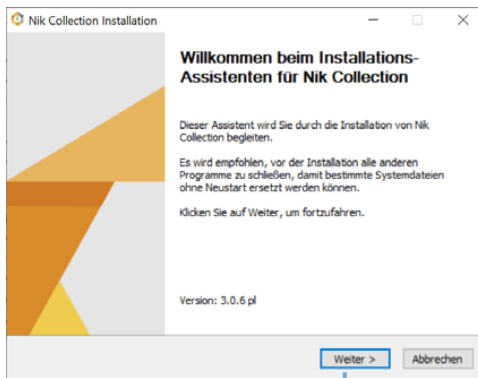 Nik Collection Installation
Willkommen beim Installations-
Assistenten für Nik Collection
Dieser Assistent wird Sie durch die Installation von Nik
Collection begleiten.
Es wird empfohlen, vor der Installation alle anderen
Programme zu schließen, damit bestimmte Systemdateien
ohne Neustart ersetzt werden können.
Klicken Sie auf Weiter, um fortzufahren.
Version: 3.0.6 pl
Weiter >
Abbrechen